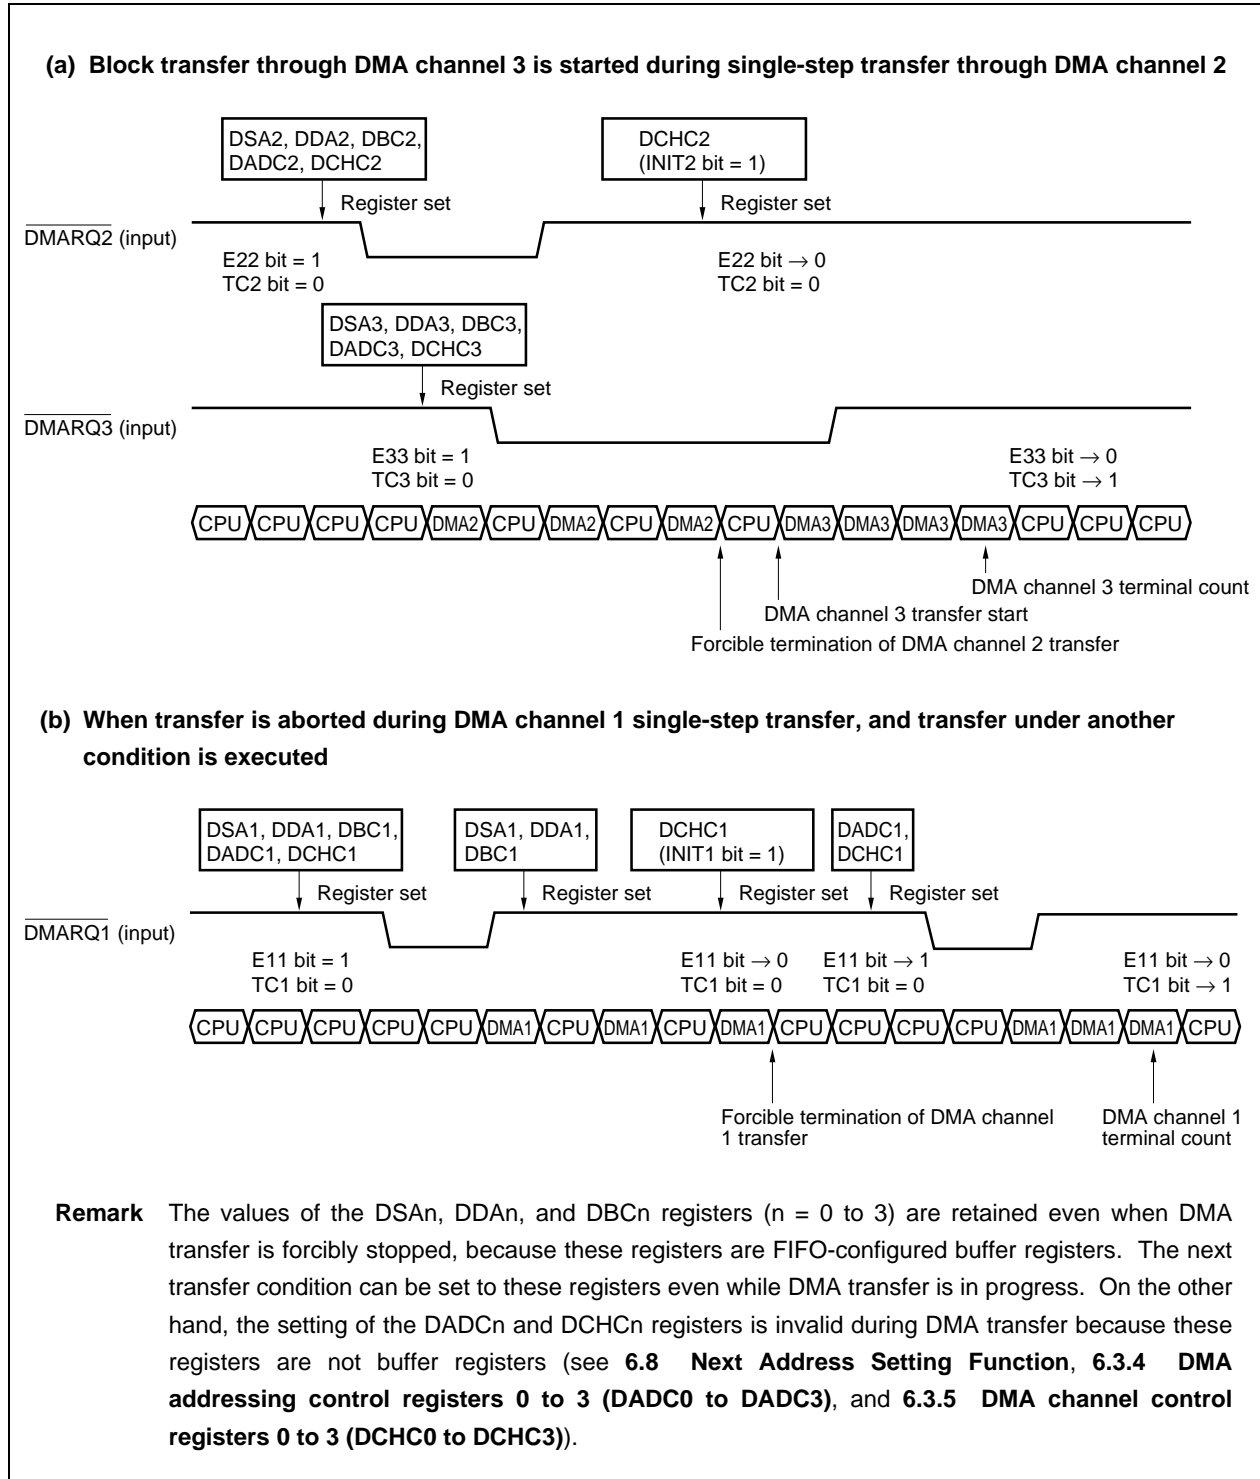 (a) Block transfer through DMA channel 3 is started during single-step transfer through DMA channel 2
DSA2, DDA2, DBC2,
DADC2, DCHC2
DCHC2
(INIT2 bit = 1)
Register set
Register set
DMARQ2 (input)
E22 bit = 1
TC2 bit = 0
E22 bit → 0
TC2 bit = 0
DSA3, DDA3, DBC3,
DADC3, DCHC3
Register set
DMARQ3 (input)
E33 bit = 1
TC3 bit = 0
E33 bit → 0
TC3 bit → 1
CPU CPU CPU CPU DMA2 CPU DMA2 CPU DMA2 CPU DMA3 DMA3 DMA3 DMA3 CPU CPU CPU
DMA channel 3 terminal count
DMA channel 3 transfer start
Forcible termination of DMA channel 2 transfer
(b) When transfer is aborted during DMA channel 1 single-step transfer, and transfer under another
condition is executed
DSA1, DDA1, DBC1,
DADC1, DCHC1
DSA1, DDA1,
DBC1
DCHC1
(INIT1 bit = 1)
DADC1,
DCHC1
Register set
Register set
Register set
Register set
DMARQ1 (input)
E11 bit = 1
TC1 bit = 0
E11 bit → 0
TC1 bit = 0
E11 bit → 1
TC1 bit = 0
E11 bit → 0
TC1 bit → 1
CPU CPU CPU CPU CPU DMA1 CPU DMA1 CPU DMA1 CPU CPU CPU CPU DMA1 DMA1 DMA1 CPU
Forcible termination of DMA channel
1 transfer
DMA channel 1
terminal count
Remark The values of the DSAn, DDAn, and DBCn registers (n = 0 to 3) are retained even when DMA
transfer is forcibly stopped, because these registers are FIFO-configured buffer registers. The next
transfer condition can be set to these registers even while DMA transfer is in progress. On the other
hand, the setting of the DADCn and DCHCn registers is invalid during DMA transfer because these
registers are not buffer registers (see 6.8 Next Address Setting Function, 6.3.4 DMA
addressing control registers 0 to 3 (DADC0 to DADC3), and 6.3.5 DMA channel control
registers 0 to 3 (DCHC0 to DCHC3)).